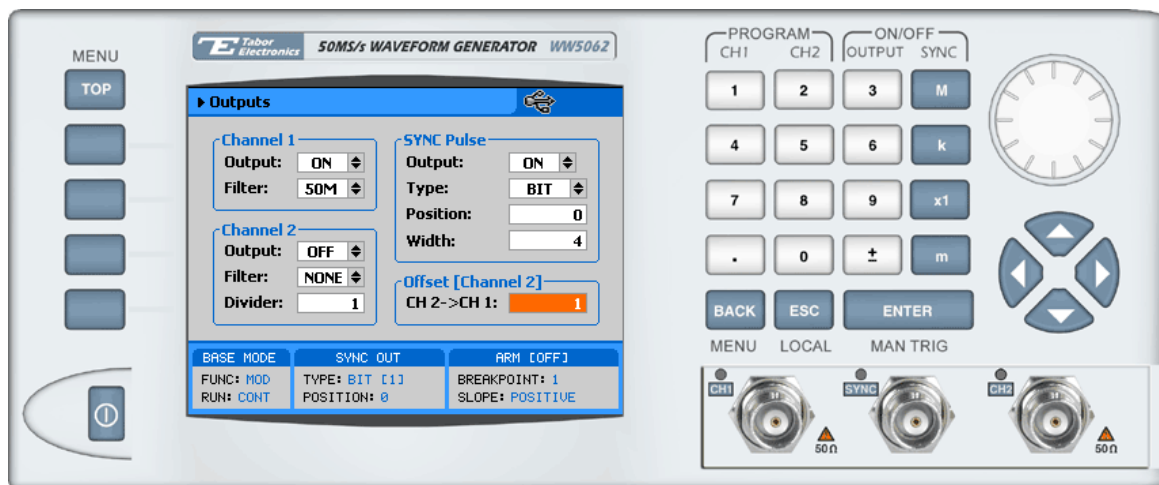 MENU
TOP
Tabor Electronics 50MS/s WAVEFORM GENERATOR WW5062
Outputs
Channel 1
Output: ON
Filter: 50M
Channel 2
Output: OFF
Filter: NONE
Divider: 1
SYNC Pulse
Output: ON
Type: BIT
Position: 0
Width: 4
Offset [Channel 2]
CH 2->CH 1: 1
BASE MODE
FUNC: MOD
RUN: CONT
SYNC OUT
TYPE: BIT [1]
POSITION: 0
ARM [OFF]
BREAKPOINT: 1
SLOPE: POSITIVE
PROGRAM
CH1 CH2
ON/OFF
OUTPUT SYNC
1 2 3 M
4 5 6 k
7 8 9 x1
. 0 ± m
BACK ESC ENTER
MENU LOCAL MAN TRIG
CH1 SYNC CH2
50Ω 50Ω